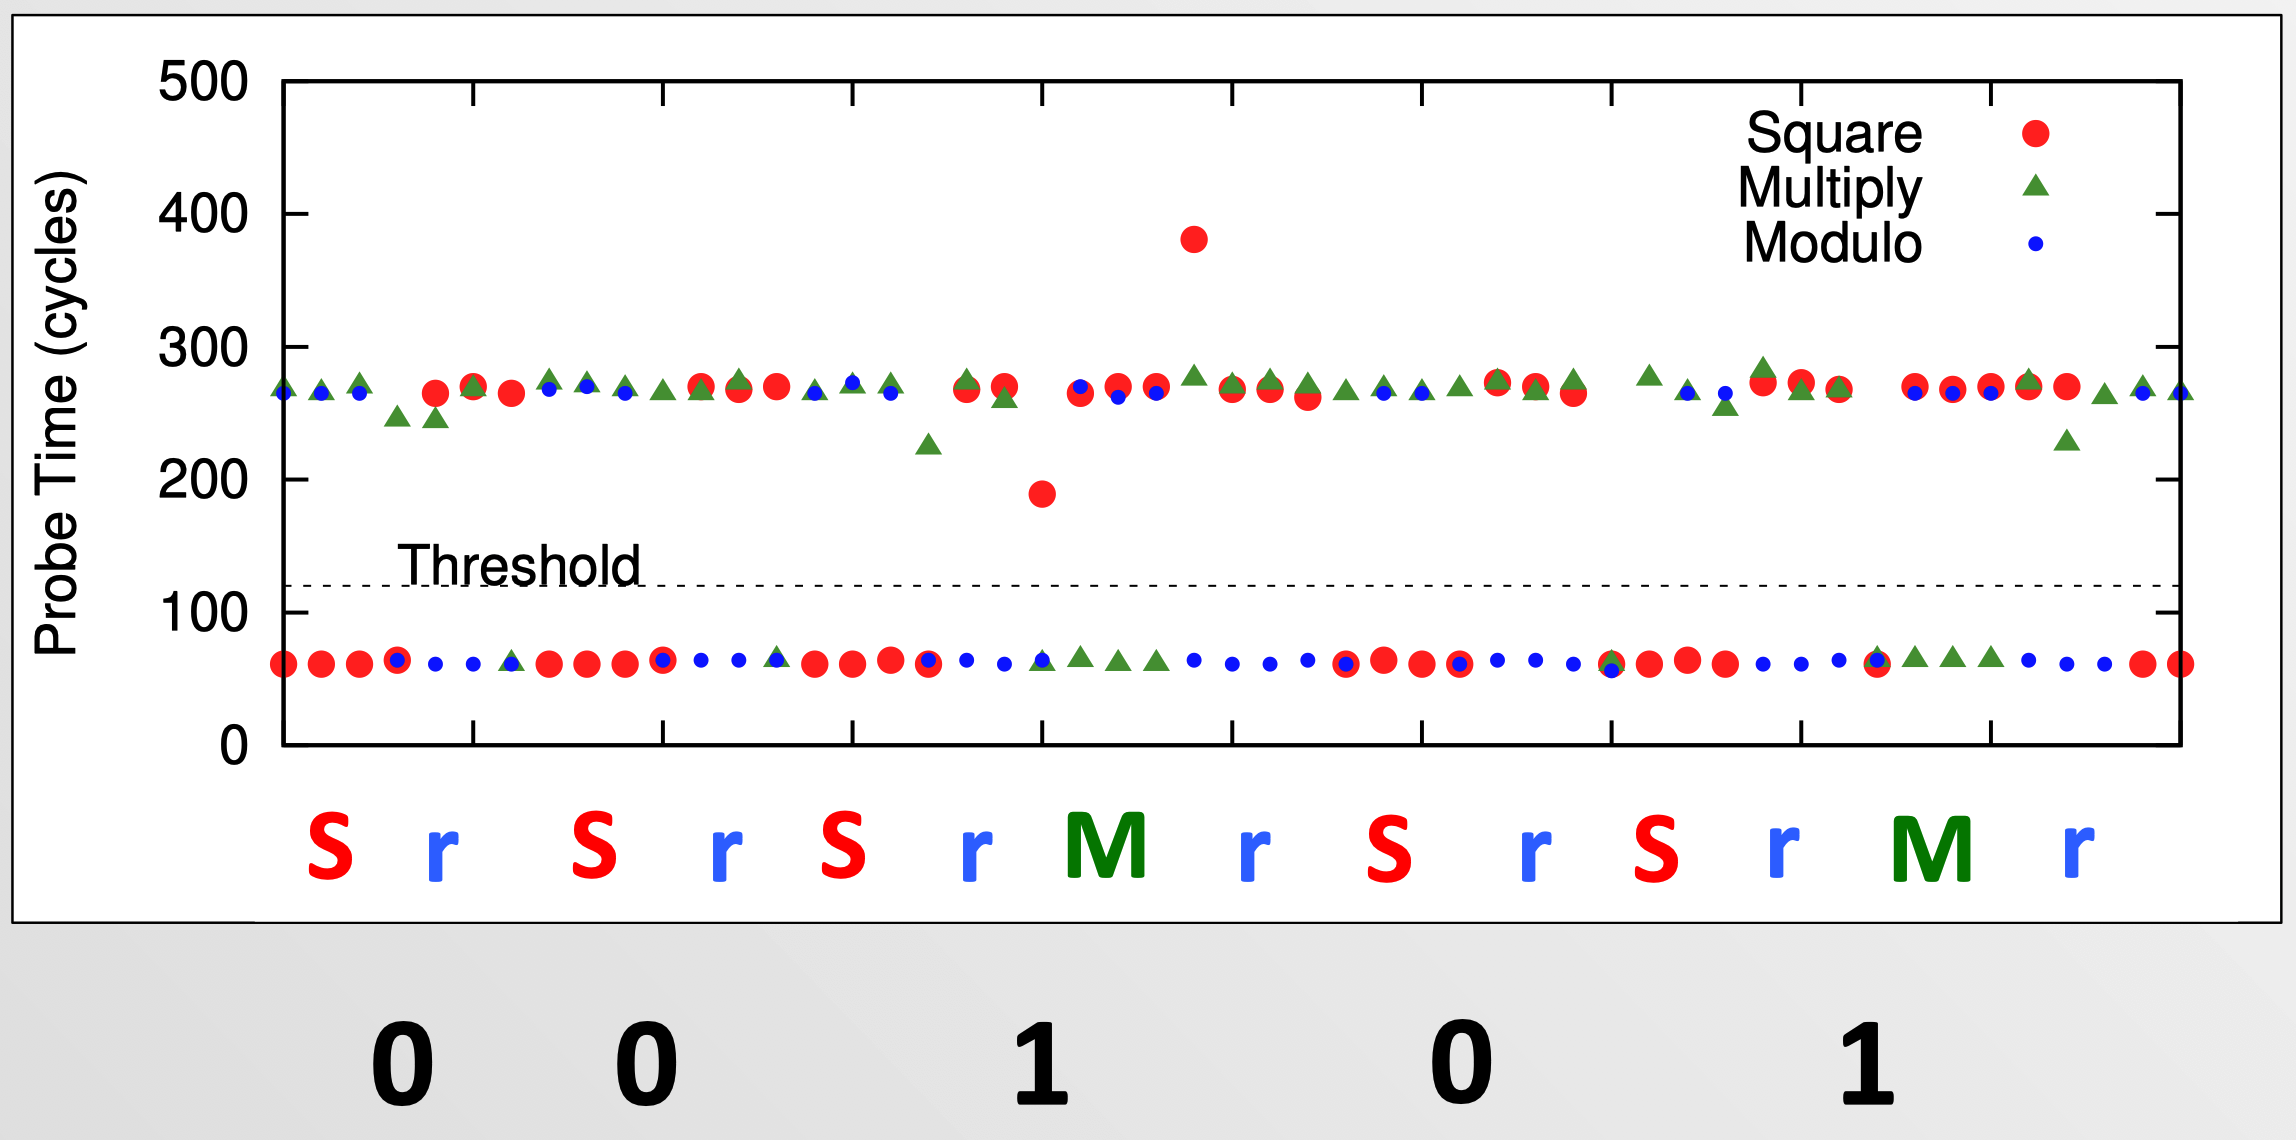 500
400
300
200
100
0
Probe Time (cycles)
Square
Multiply
Modulo
Threshold
S r S r S r M r S r S r M r
0 0 1 0 1